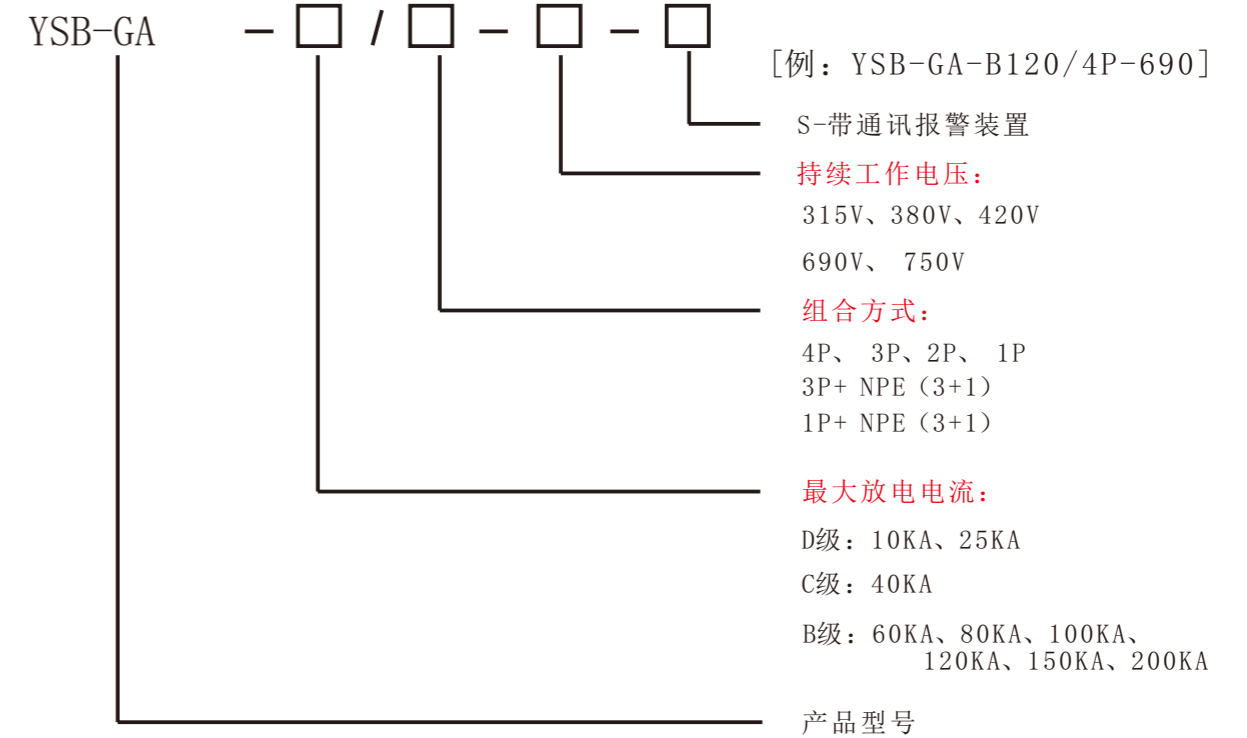 YSB-GA －□/□－□－□
[例：YSB-GA-B120/4P-690]
S-带通讯报警装置
持续工作电压：
315V、380V、420V
690V、 750V
组合方式：
4P、 3P、2P、 1P
3P+ NPE（3+1）
1P+ NPE（3+1）
最大放电电流：
D级：10KA、25KA
C级：40KA
B级：60KA、80KA、100KA、
120KA、150KA、200KA
产品型号